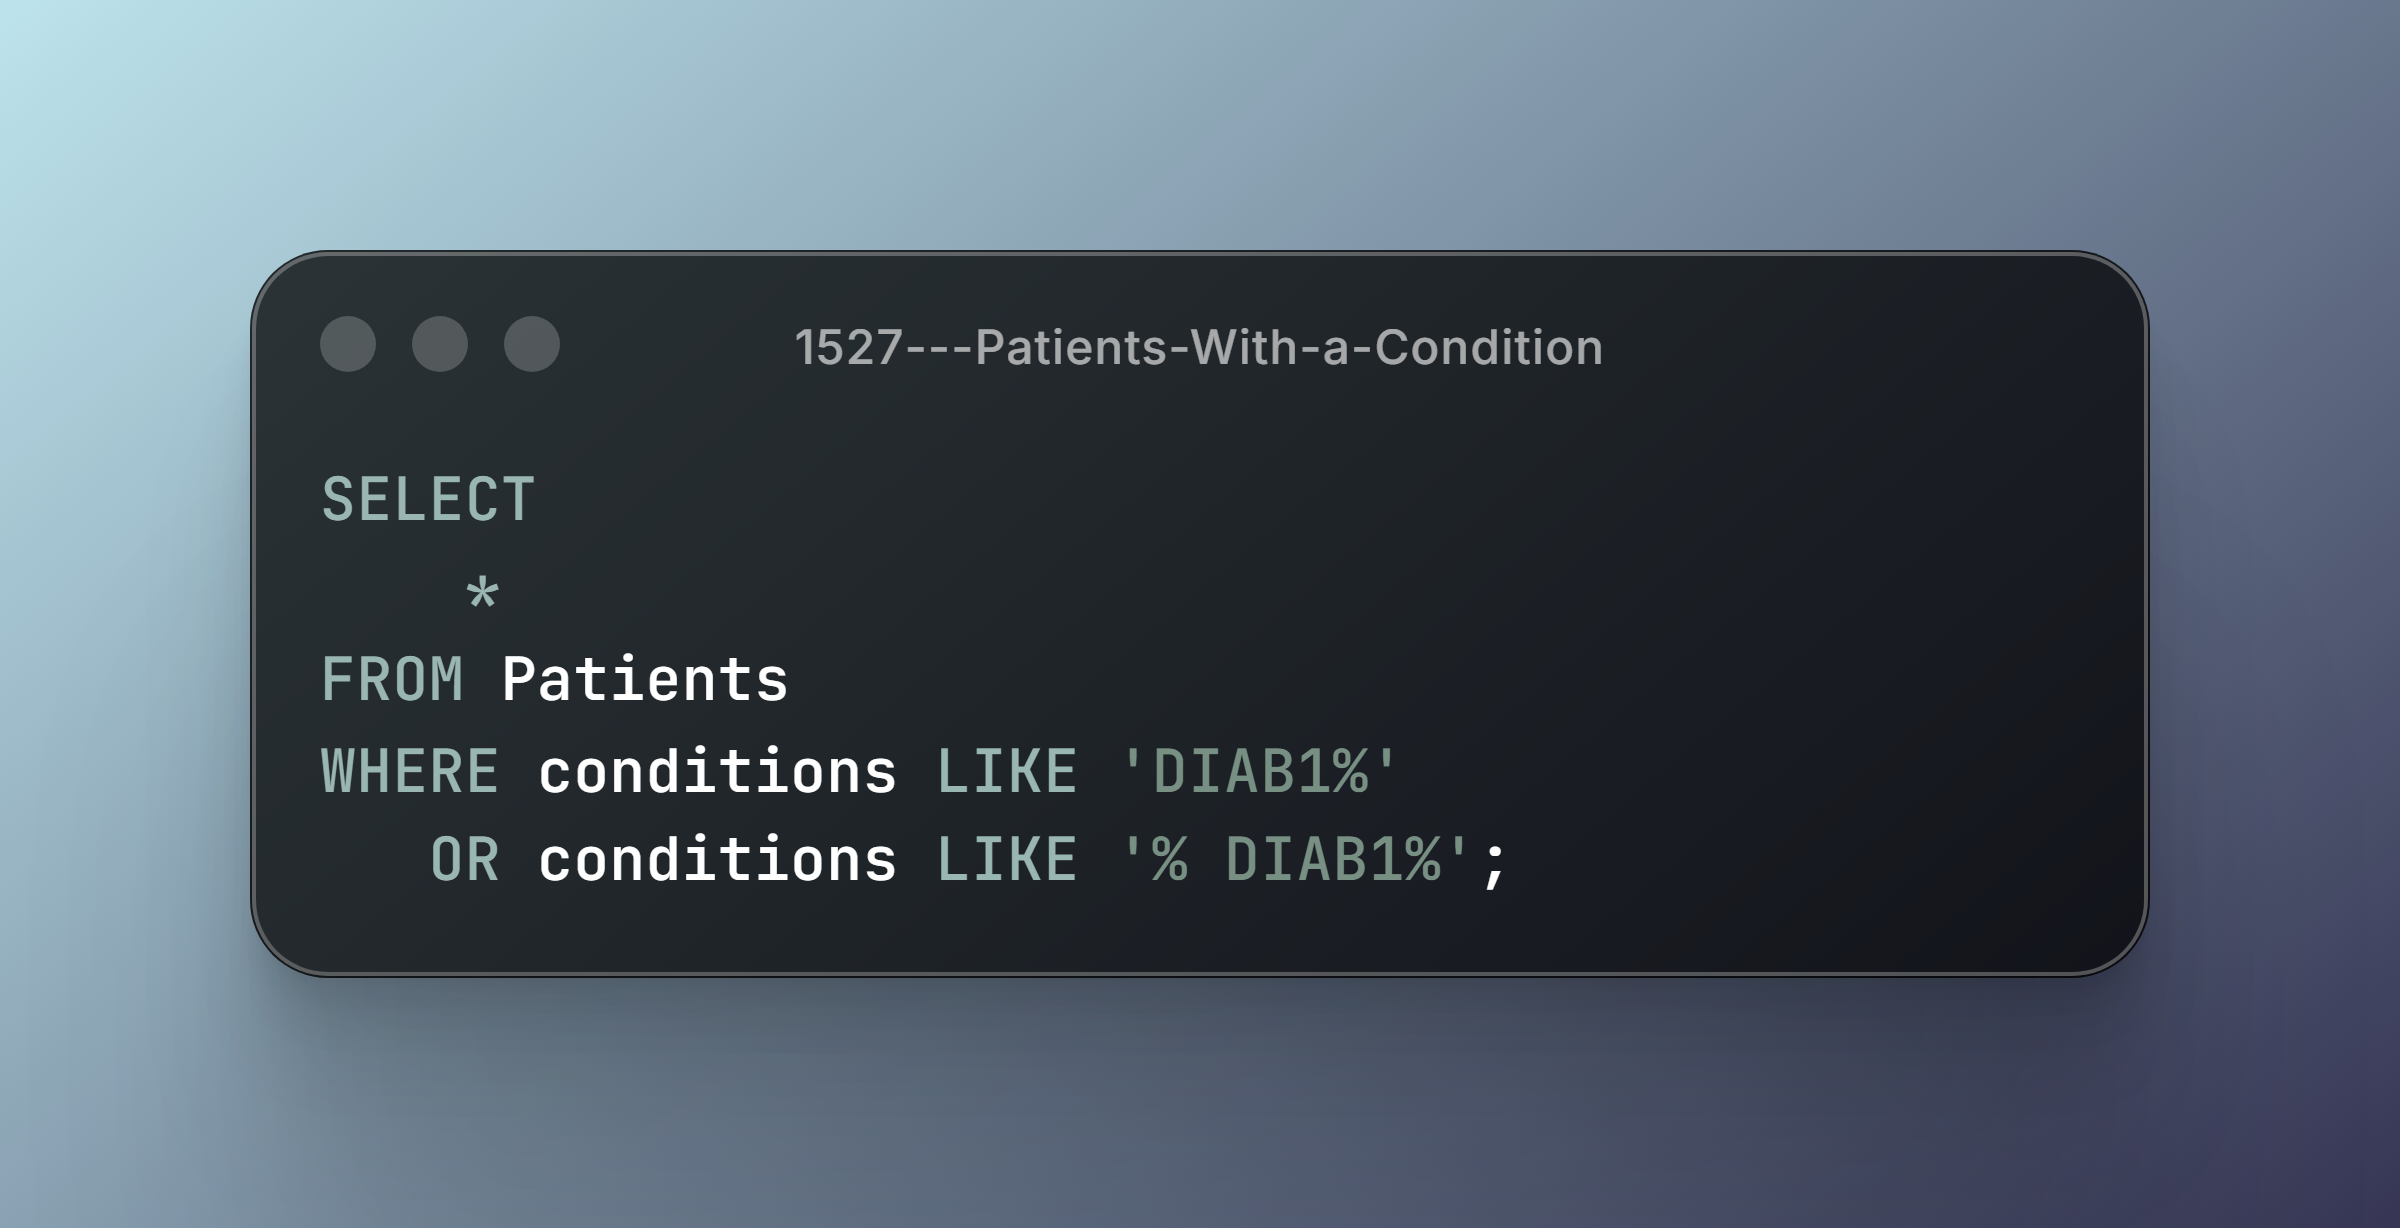 1527---Patients-With-a-Condition
SELECT
    *
FROM Patients
WHERE conditions LIKE 'DIAB1%'
   OR conditions LIKE '% DIAB1%';